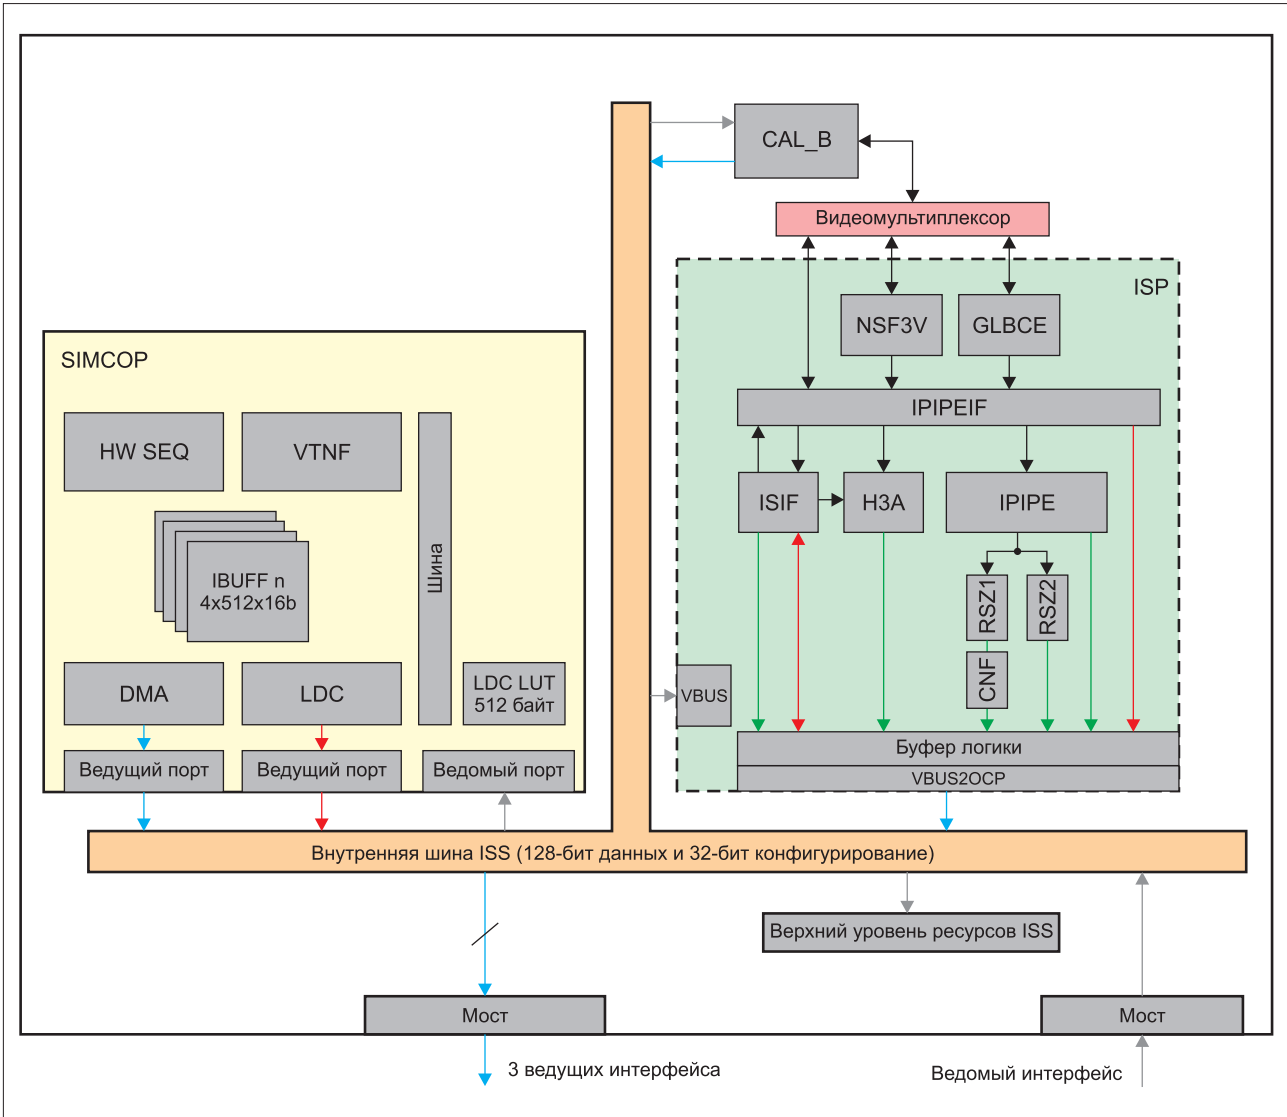 CAL_B
Видеомультиплексор
ISP
NSF3V
GLBCE
IPIPEIF
ISIF
H3A
IPIPE
RSZ1
RSZ2
CNF
VBUS
Буфер логики
VBUS2OCP
SIMCOP
HW SEQ
VTNF
Шина
IBUFF n
4x512x16b
DMA
LDC
LDC LUT
512 байт
Ведущий порт
Ведущий порт
Ведомый порт
Внутренняя шина ISS (128-бит данных и 32-бит конфигурирование)
Верхний уровень ресурсов ISS
Мост
Мост
3 ведущих интерфейса
Ведомый интерфейс